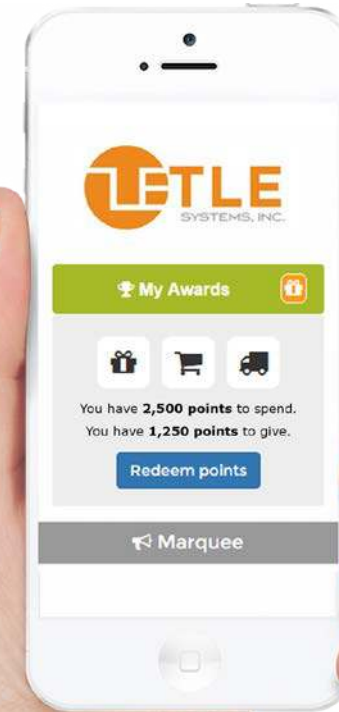 SYSTEMS, INC.
My Awards
You have 2,500 points to spend.
You have 1,250 points to give.
Redeem points
Marquee